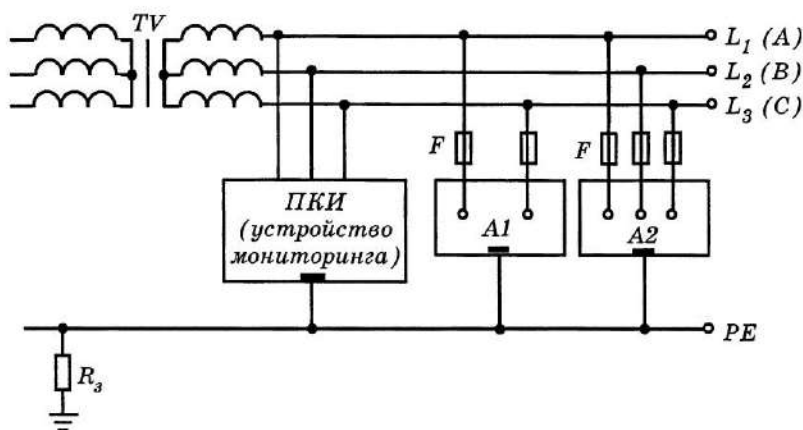 TV
L₁ (A)
L₂ (B)
L₃ (C)
F
F
ПКИ
(устройство
мониторинга)
A1
A2
PE
Rз